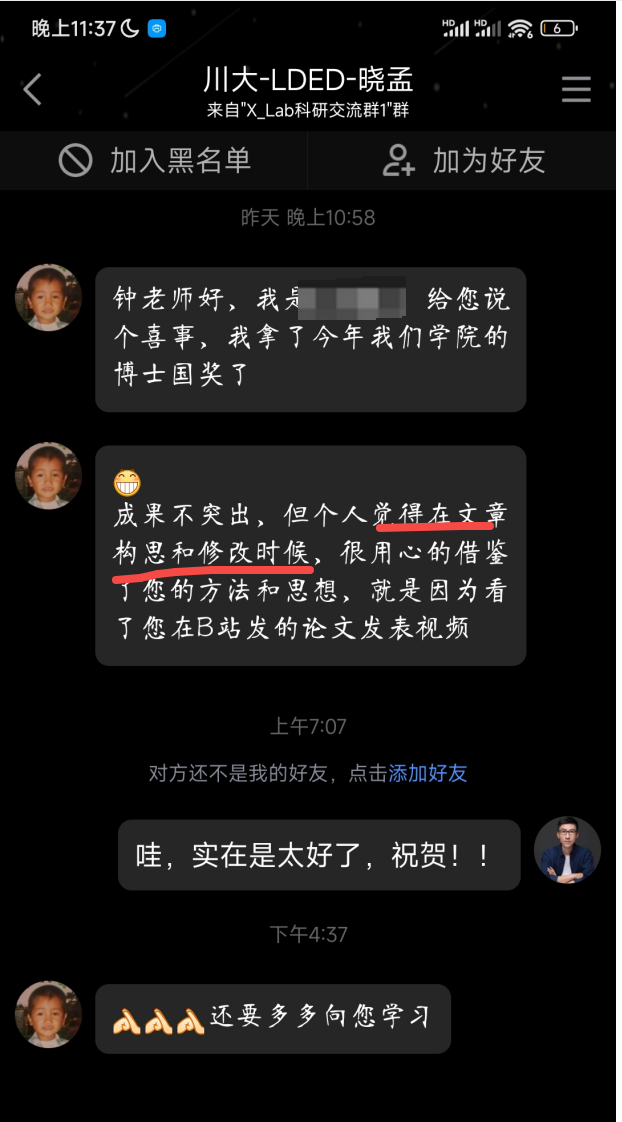 晚上11:37
HD HD 6 6
川大-LDED-晓孟
来自"X_Lab科研交流群1"群
加入黑名单 加为好友
昨天 晚上10:58
钟老师好，我是 给您说
个喜事，我拿了今年我们学院的
博士国奖了
成果不突出，但个人觉得在文章
构思和修改时候，很用心的借鉴
了您的方法和思想，就是因为看
了您在B站发的论文发表视频
上午7:07
对方还不是我的好友，点击添加好友
哇，实在是太好了，祝贺！！
下午4:37
还要多多向您学习